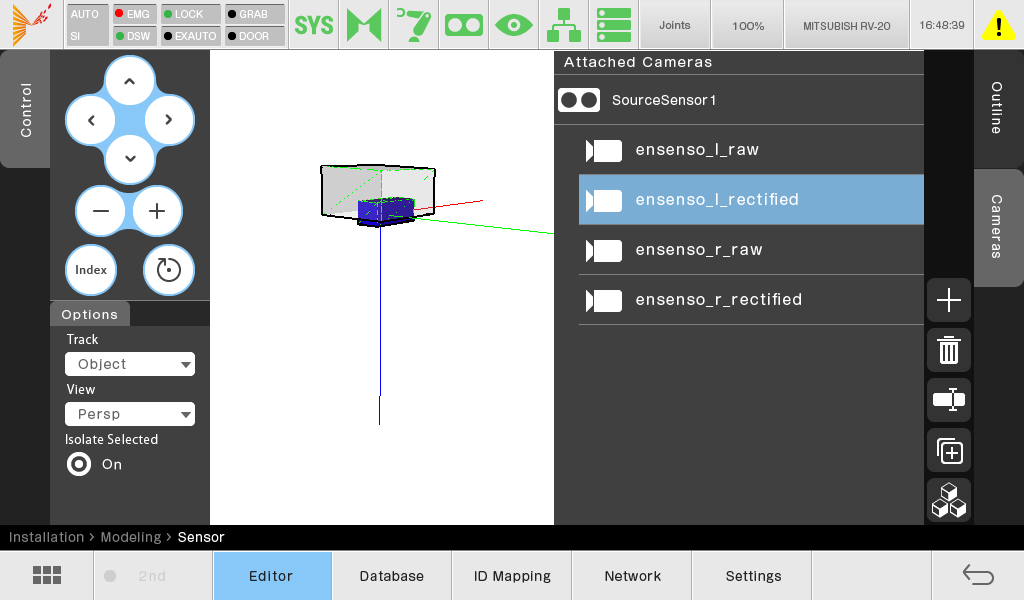 AUTO EMG LOCK GRAB
SI DSW EXAUTO DOOR
SYS
Joints
100%
MITSUBISH RV-20
16:48:39
Control
Index
Options
Track
Object
View
Persp
Isolate Selected
On
Attached Cameras
SourceSensor1
ensenso_l_raw
ensenso_l_rectified
ensenso_r_raw
ensenso_r_rectified
Outline
Cameras
Installation > Modeling > Sensor
2nd
Editor
Database
ID Mapping
Network
Settings